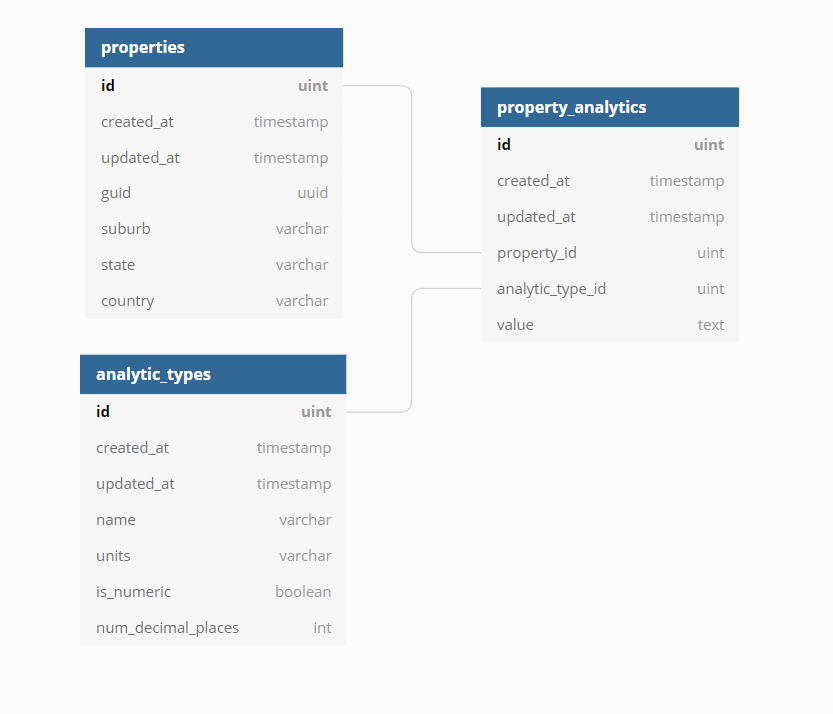 properties
id uint
created_at timestamp
updated_at timestamp
guid uuid
suburb varchar
state varchar
country varchar
property_analytics
id uint
created_at timestamp
updated_at timestamp
property_id uint
analytic_type_id uint
value text
analytic_types
id uint
created_at timestamp
updated_at timestamp
name varchar
units varchar
is_numeric boolean
num_decimal_places int